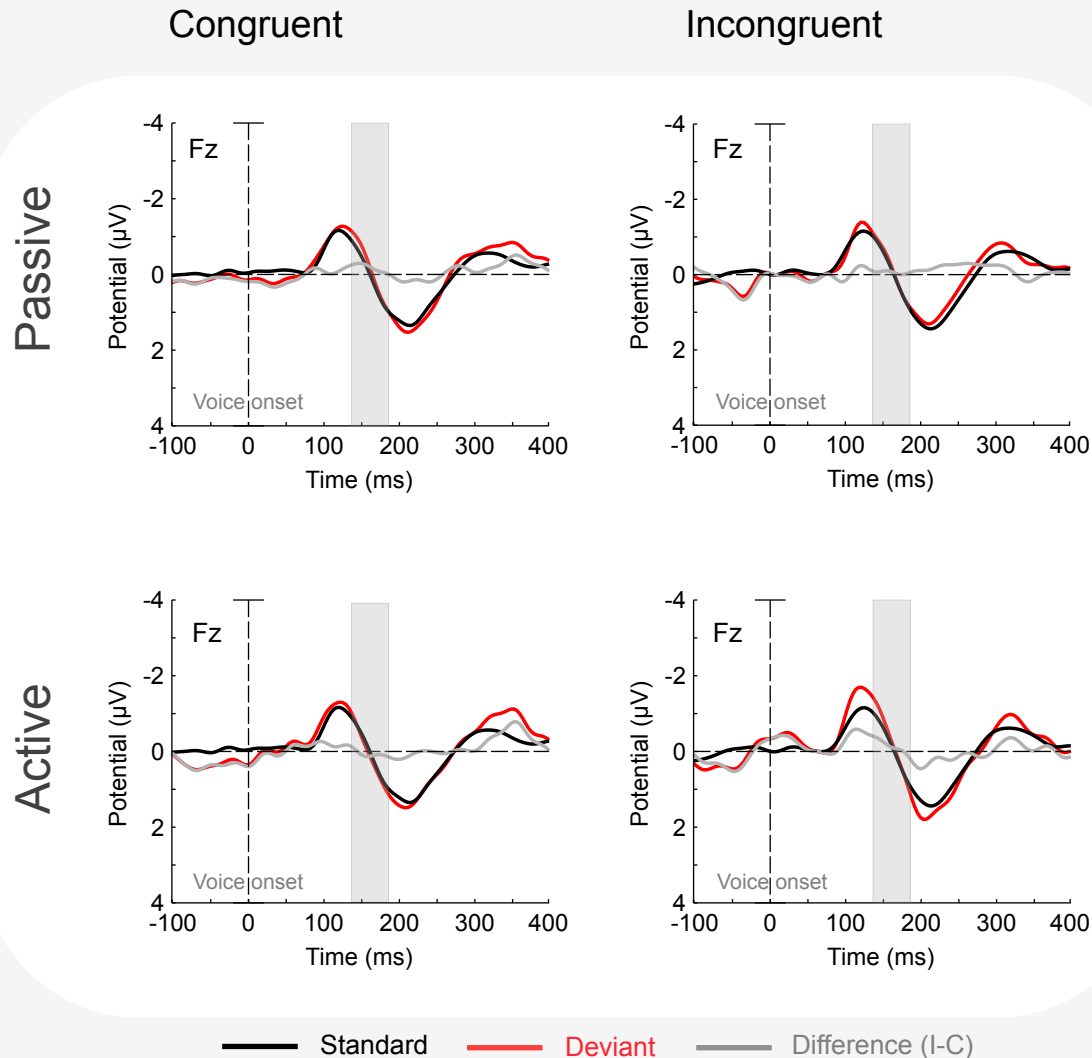 Congruent Incongruent
Passive
-4
-2
0
2
4
Potential (µV)
Fz
Voice onset
-100 0 100 200 300 400
Time (ms)
-4
-2
0
2
4
Potential (µV)
Fz
Voice onset
-100 0 100 200 300 400
Time (ms)
Active
-4
-2
0
2
4
Potential (µV)
Fz
Voice onset
-100 0 100 200 300 400
Time (ms)
-4
-2
0
2
4
Potential (µV)
Fz
Voice onset
-100 0 100 200 300 400
Time (ms)
Standard Deviant Difference (I-C)